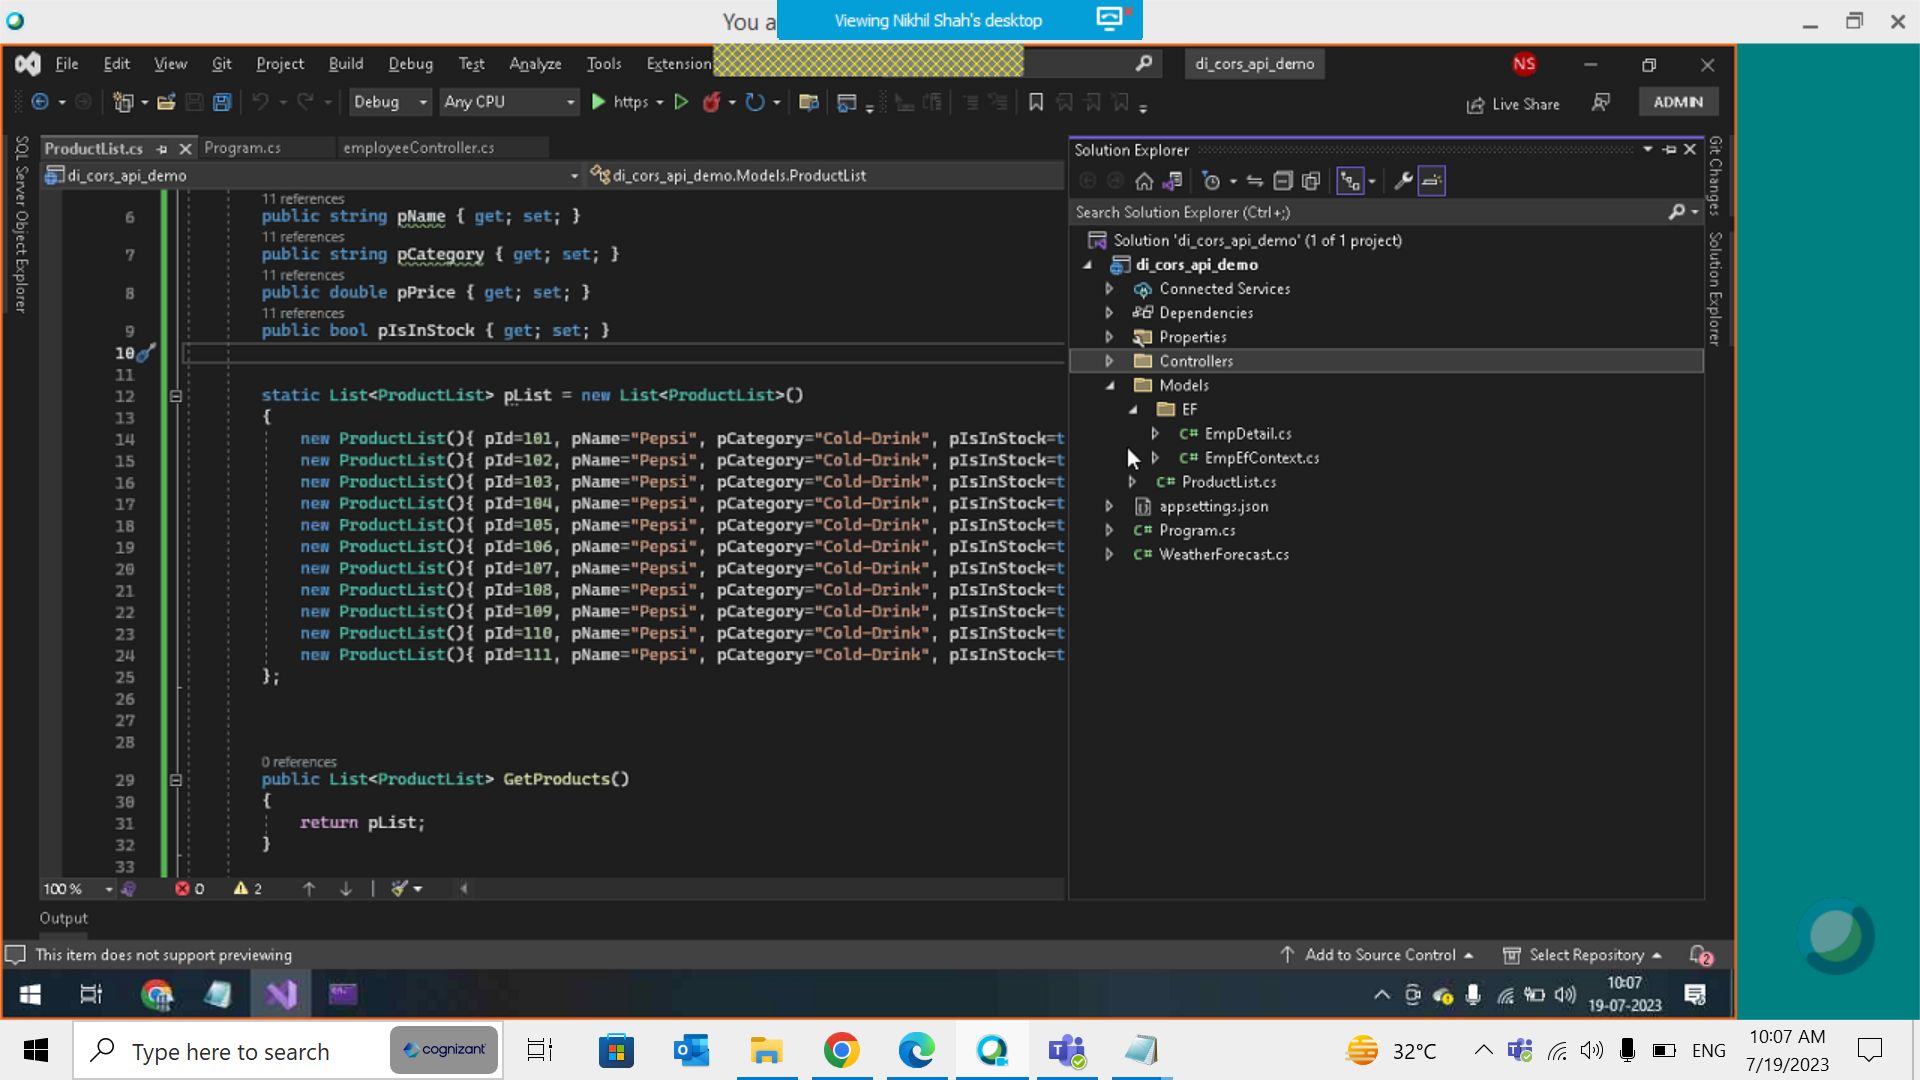 You a
Viewing Nikhil Shah's desktop
File Edit View Git Project Build Debug Test Analyze Tools Extension
di_cors_api_demo
NS
Debug Any CPU https
Live Share
ADMIN
SQL Server Object Explorer
ProductList.cs Program.cs employeeController.cs
di_cors_api_demo di_cors_api_demo.Models.ProductList
11 references
6 public string pName { get; set; }
11 references
7 public string pCategory { get; set; }
11 references
8 public double pPrice { get; set; }
11 references
9 public bool pIsInStock { get; set; }
10
11
12 static List<ProductList> pList = new List<ProductList>()
13 {
14 new ProductList(){ pId=101, pName="Pepsi", pCategory="Cold-Drink", pIsInStock=t
15 new ProductList(){ pId=102, pName="Pepsi", pCategory="Cold-Drink", pIsInStock=t
16 new ProductList(){ pId=103, pName="Pepsi", pCategory="Cold-Drink", pIsInStock=t
17 new ProductList(){ pId=104, pName="Pepsi", pCategory="Cold-Drink", pIsInStock=t
18 new ProductList(){ pId=105, pName="Pepsi", pCategory="Cold-Drink", pIsInStock=t
19 new ProductList(){ pId=106, pName="Pepsi", pCategory="Cold-Drink", pIsInStock=t
20 new ProductList(){ pId=107, pName="Pepsi", pCategory="Cold-Drink", pIsInStock=t
21 new ProductList(){ pId=108, pName="Pepsi", pCategory="Cold-Drink", pIsInStock=t
22 new ProductList(){ pId=109, pName="Pepsi", pCategory="Cold-Drink", pIsInStock=t
23 new ProductList(){ pId=110, pName="Pepsi", pCategory="Cold-Drink", pIsInStock=t
24 new ProductList(){ pId=111, pName="Pepsi", pCategory="Cold-Drink", pIsInStock=t
25 };
26
27
28
0 references
29 public List<ProductList> GetProducts()
30 {
31 return pList;
32 }
33
100 % 0 2
Output
Solution Explorer
Search Solution Explorer (Ctrl+;)
Solution 'di_cors_api_demo' (1 of 1 project)
di_cors_api_demo
Connected Services
Dependencies
Properties
Controllers
Models
EF
C# EmpDetail.cs
C# EmpEfContext.cs
C# ProductList.cs
appsettings.json
C# Program.cs
C# WeatherForecast.cs
Git Changes
Solution Explorer
This item does not support previewing
Add to Source Control
Select Repository
2
10:07
19-07-2023
Type here to search
cognizant
32°C
ENG
10:07 AM
7/19/2023